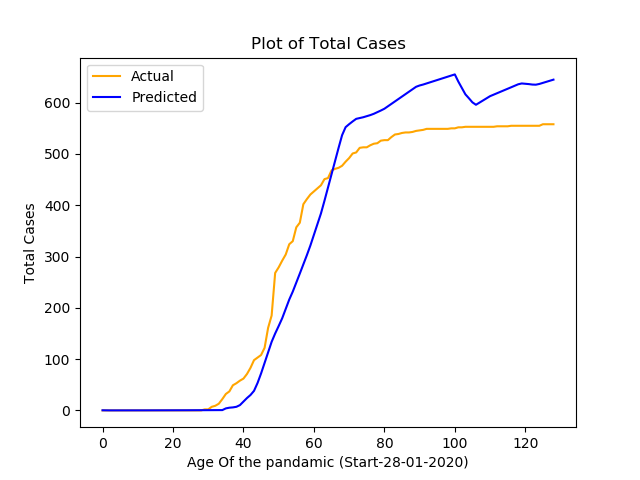 Plot of Total Cases
Actual
Predicted
Total Cases
600
500
400
300
200
100
0
0 20 40 60 80 100 120
Age Of the pandamic (Start-28-01-2020)